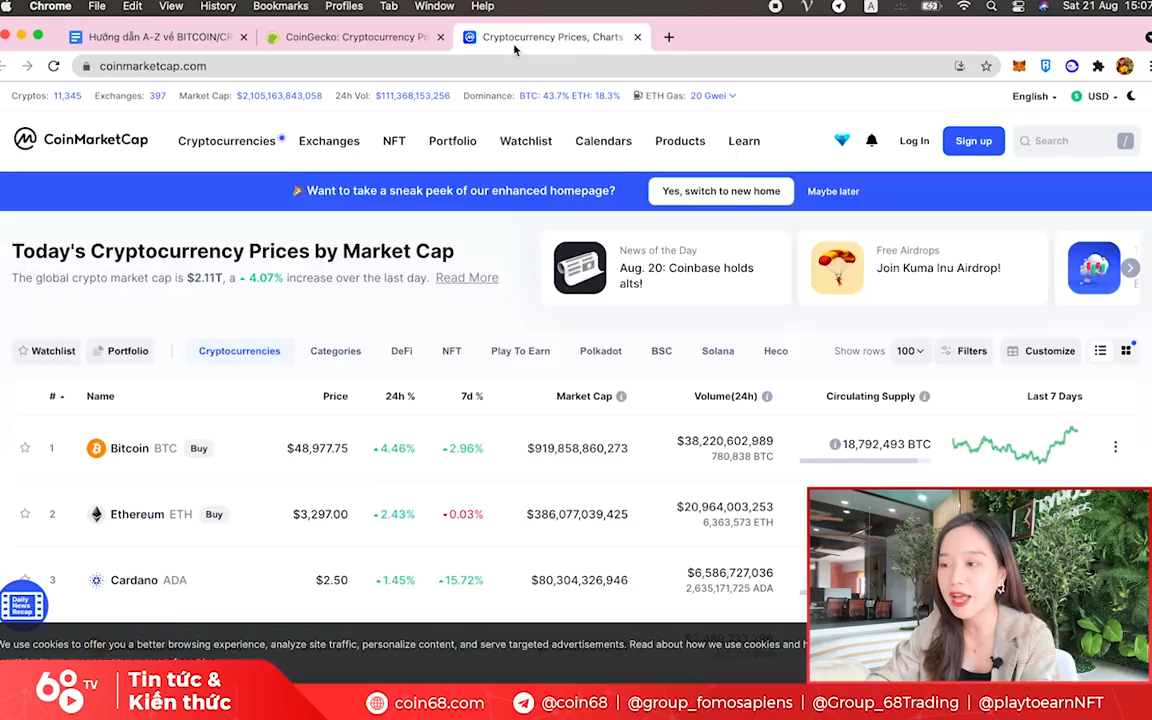 Chrome File Edit View History Bookmarks Profiles Tab Window Help A Sat 21 Aug 15:07
Hướng dẫn A-Z về BITCOIN/CR
CoinGecko: Cryptocurrency Pr
Cryptocurrency Prices, Charts
coinmarketcap.com
Cryptos: 11,345 Exchanges: 397 Market Cap: $2,105,163,843,058 24h Vol: $111,368,153,256 Dominance: BTC: 43.7% ETH: 18.3% ETH Gas: 20 Gwei English USD
CoinMarketCap Cryptocurrencies Exchanges NFT Portfolio Watchlist Calendars Products Learn Log In Sign up Search /
Want to take a sneak peek of our enhanced homepage? Yes, switch to new home Maybe later
Today's Cryptocurrency Prices by Market Cap
The global crypto market cap is $2.11T, a 4.07% increase over the last day. Read More
News of the Day
Aug. 20: Coinbase holds
alts!
Free Airdrops
Join Kuma Inu Airdrop!
Watchlist Portfolio Cryptocurrencies Categories DeFi NFT Play To Earn Polkadot BSC Solana Heco Show rows 100 Filters Customize
# Name Price 24h % 7d % Market Cap Volume(24h) Circulating Supply Last 7 Days
1 Bitcoin BTC Buy $48,977.75 4.46% 2.96% $919,858,860,273 $38,220,602,989 18,792,493 BTC
780,838 BTC
2 Ethereum ETH Buy $3,297.00 2.43% 0.03% $386,077,039,425 $20,964,003,253
6,363,573 ETH
3 Cardano ADA $2.50 1.45% 15.72% $80,304,326,946 $6,586,727,036
2,635,171,725 ADA
Daily
News
Recap
We use cookies to offer you a better browsing experience, analyze site traffic, personalize content, and serve targeted advertisements. Read about how we use cookies and h
68 TV
Tin tức &
Kiến thức
coin68.com @coin68 | @group_fomosapiens | @Group_68Trading | @playtoearnNFT